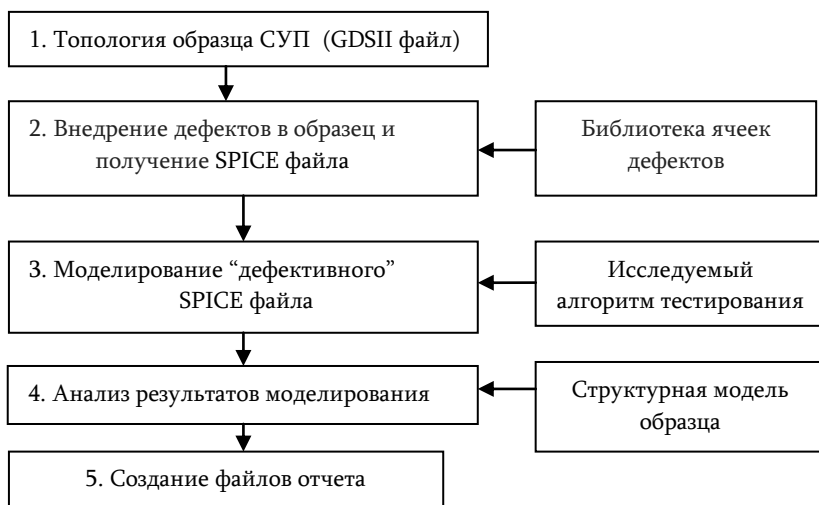 1. Топология образца СУП (GDSII файл)
2. Внедрение дефектов в образец и
получение SPICE файла
Библиотека ячеек
дефектов
3. Моделирование “дефективного”
SPICE файла
Исследуемый
алгоритм тестирования
4. Анализ результатов моделирования
Структурная модель
образца
5. Создание файлов отчета